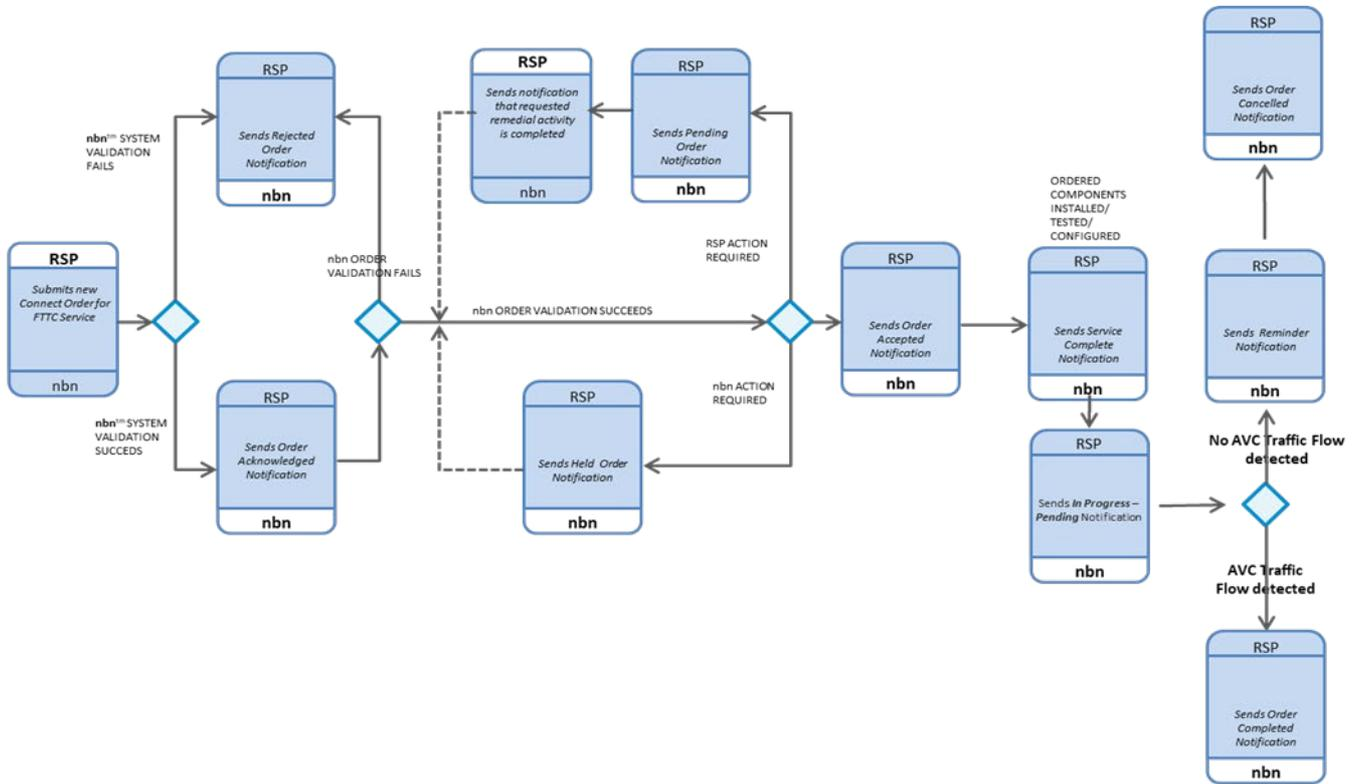 RSP
Submits new
Connect Order for
FTTC Service
nbn
nbn™ SYSTEM
VALIDATION
FAILS
nbn™ SYSTEM
VALIDATION
SUCCEDS
RSP
Sends Rejected
Order
Notification
nbn
RSP
Sends Order
Acknowledged
Notification
nbn
nbn ORDER
VALIDATION FAILS
RSP
Sends notification
that requested
remedial activity
is completed
nbn
RSP
Sends Pending
Order
Notification
nbn
nbn ORDER VALIDATION SUCCEEDS
RSP
Sends Held Order
Notification
nbn
RSP ACTION
REQUIRED
nbn ACTION
REQUIRED
RSP
Sends Order
Accepted
Notification
nbn
ORDERED
COMPONENTS
INSTALLED/
TESTED/
CONFIGURED
RSP
Sends Service
Complete
Notification
nbn
RSP
Sends In Progress –
Pending Notification
nbn
RSP
Sends Order
Cancelled
Notification
nbn
RSP
Sends Reminder
Notification
nbn
No AVC Traffic Flow
detected
AVC Traffic
Flow detected
RSP
Sends Order
Completed
Notification
nbn